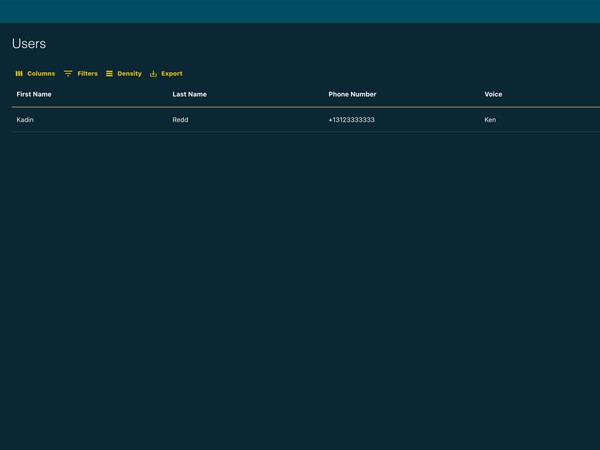 Users
Columns Filters Density Export
First Name Last Name Phone Number Voice
Kadin Redd +13123333333 Ken